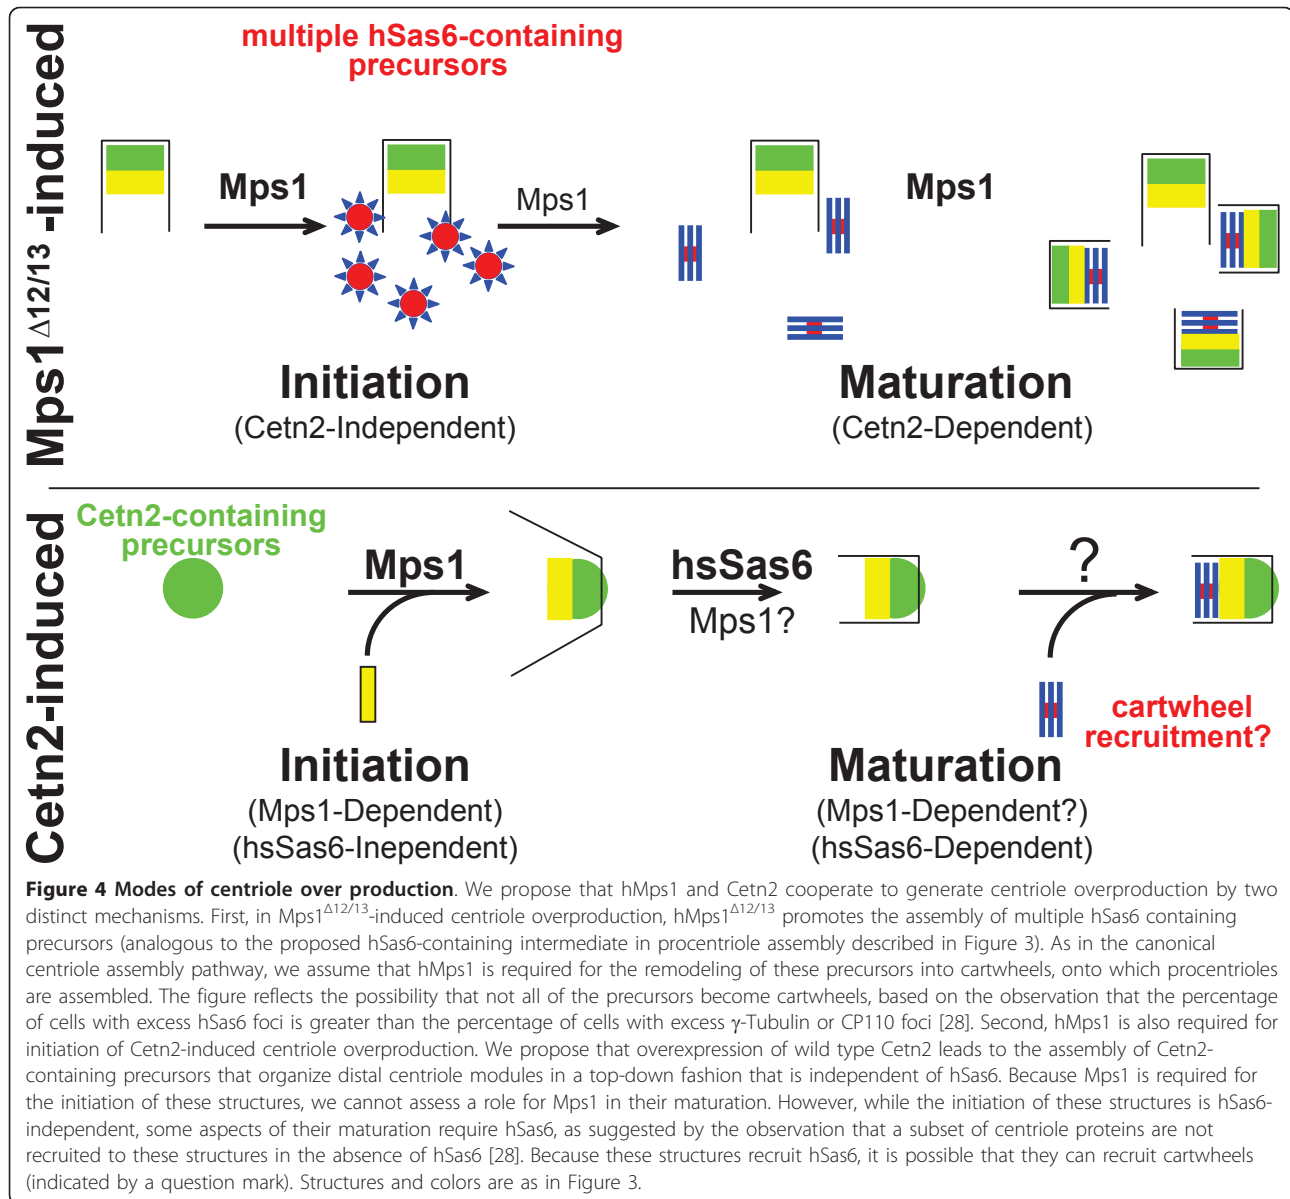 Mps1Δ12/13-induced
multiple hSas6-containing
precursors
Mps1
Mps1
Mps1
Initiation
(Cetn2-Independent)
Maturation
(Cetn2-Dependent)
Cetn2-induced
Cetn2-containing
precursors
Mps1
hsSas6
Mps1?
?
cartwheel
recruitment?
Initiation
(Mps1-Dependent)
(hsSas6-Inependent)
Maturation
(Mps1-Dependent?)
(hsSas6-Dependent)
Figure 4 Modes of centriole over production. We propose that hMps1 and Cetn2 cooperate to generate centriole overproduction by two
distinct mechanisms. First, in Mps1Δ12/13-induced centriole overproduction, hMps1Δ12/13 promotes the assembly of multiple hSas6 containing
precursors (analogous to the proposed hSas6-containing intermediate in procentriole assembly described in Figure 3). As in the canonical
centriole assembly pathway, we assume that hMps1 is required for the remodeling of these precursors into cartwheels, onto which procentrioles
are assembled. The figure reflects the possibility that not all of the precursors become cartwheels, based on the observation that the percentage
of cells with excess hSas6 foci is greater than the percentage of cells with excess γ-Tubulin or CP110 foci [28]. Second, hMps1 is also required for
initiation of Cetn2-induced centriole overproduction. We propose that overexpression of wild type Cetn2 leads to the assembly of Cetn2-
containing precursors that organize distal centriole modules in a top-down fashion that is independent of hSas6. Because Mps1 is required for
the initiation of these structures, we cannot assess a role for Mps1 in their maturation. However, while the initiation of these structures is hSas6-
independent, some aspects of their maturation require hSas6, as suggested by the observation that a subset of centriole proteins are not
recruited to these structures in the absence of hSas6 [28]. Because these structures recruit hSas6, it is possible that they can recruit cartwheels
(indicated by a question mark). Structures and colors are as in Figure 3.